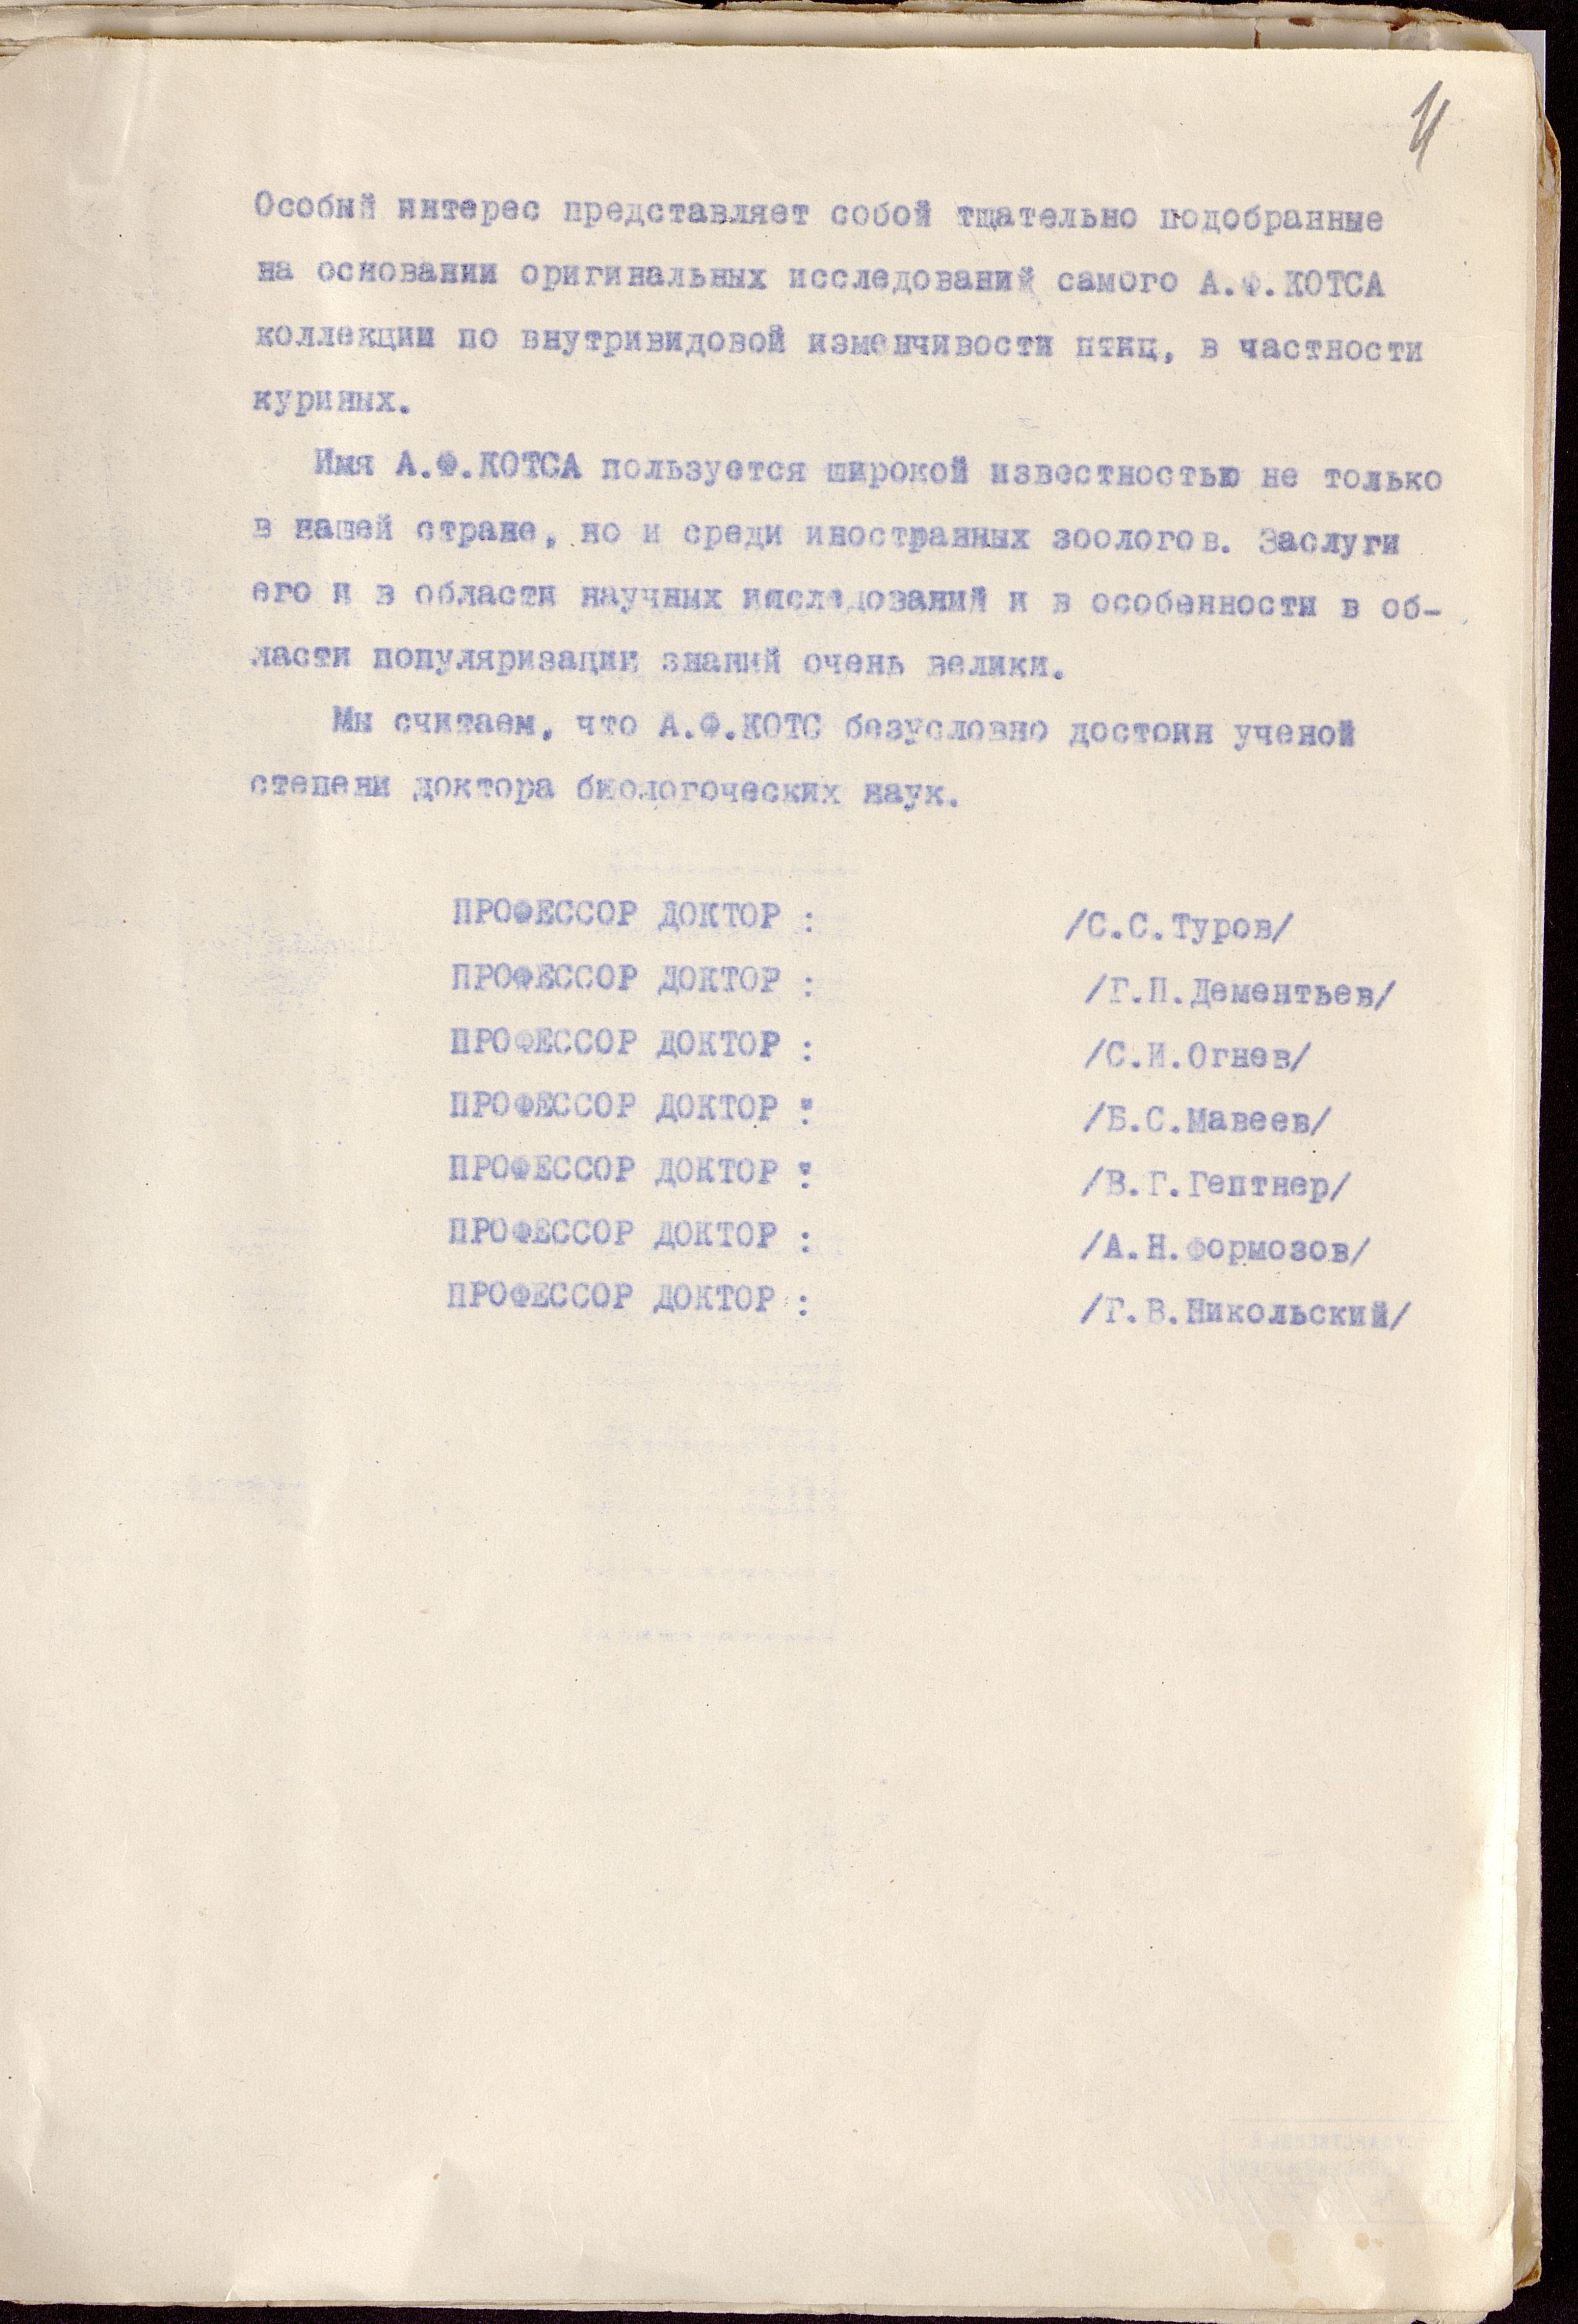 4
Особый интерес представляет собой тщательно подобранные
на основании оригинальных исследований самого А.Ф.КОТСА
коллекции по внутривидовой изменчивости птиц, в частности
куриных.
Имя А.Ф.КОТСА пользуется широкой известностью не только
в нашей стране, но и среди иностранных зоологов. Заслуги
его и в области научных исследований и в особенности в об-
ласти популяризации знаний очень велики.
Мы считаем, что А.Ф.КОТС безусловно достоин ученой
степени доктора биологоческих наук.
ПРОФЕССОР ДОКТОР : /С.С.Туров/
ПРОФЕССОР ДОКТОР : /Г.П.Дементьев/
ПРОФЕССОР ДОКТОР : /С.И.Огнев/
ПРОФЕССОР ДОКТОР : /Б.С.Мавеев/
ПРОФЕССОР ДОКТОР : /В.Г.Гептнер/
ПРОФЕССОР ДОКТОР : /А.Н.Формозов/
ПРОФЕССОР ДОКТОР : /Г.В.Никольский/